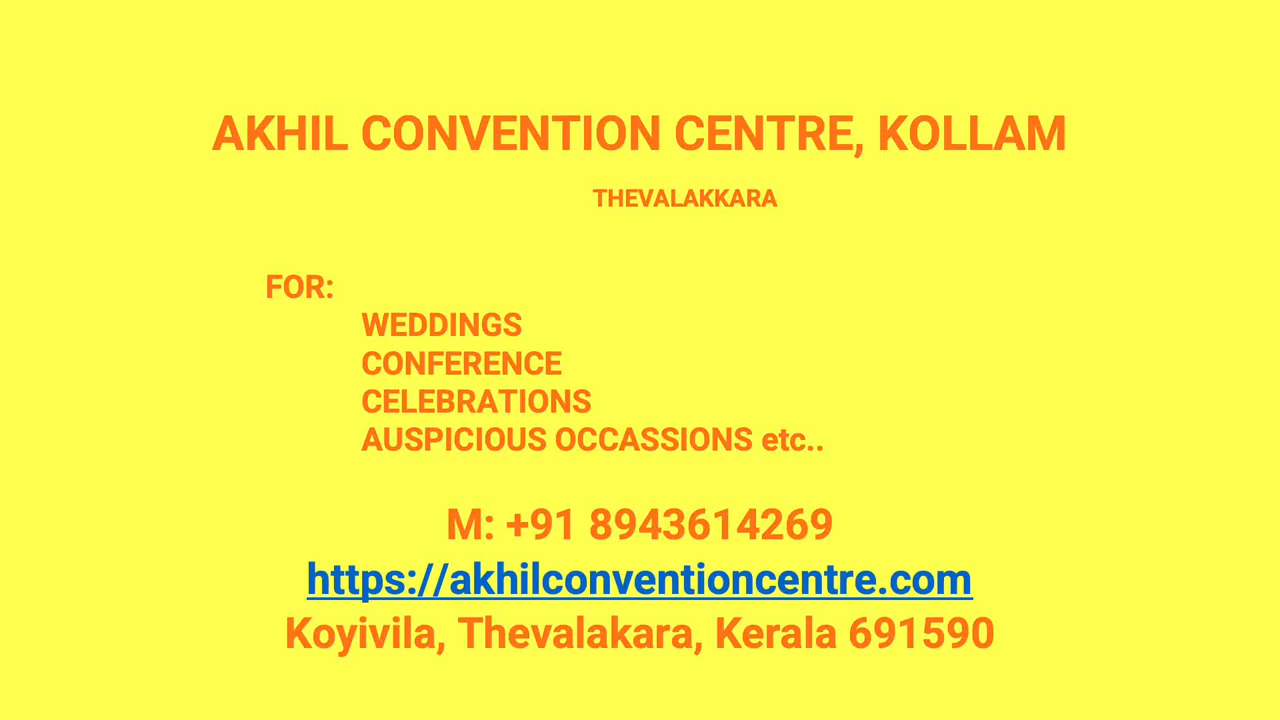 AKHIL CONVENTION CENTRE, KOLLAM
THEVALAKKARA
FOR:
WEDDINGS
CONFERENCE
CELEBRATIONS
AUSPICIOUS OCCASSIONS etc..
M: +91 8943614269
https://akhilconventioncentre.com
Koyivila, Thevalakara, Kerala 691590